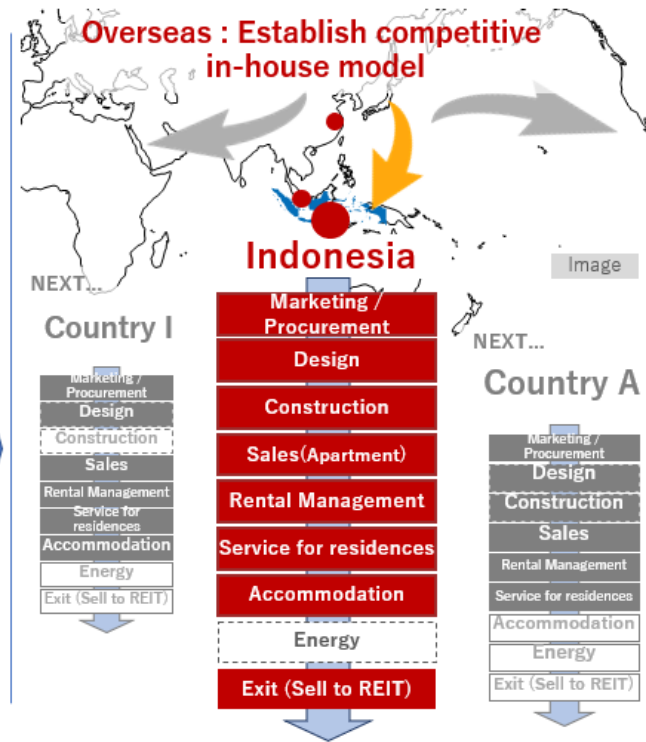 Overseas : Establish competitive
in-house model
Indonesia
Image
NEXT...
Country I
NEXT...
Country A
Marketing /
Procurement
Design
Construction
Sales(Apartment)
Rental Management
Service for residences
Accommodation
Energy
Exit (Sell to REIT)
Marketing /
Procurement
Design
Construction
Sales
Rental Management
Service for
residences
Accommodation
Energy
Exit (Sell to REIT)
Marketing /
Procurement
Design
Construction
Sales
Rental Management
Service for residences
Accommodation
Energy
Exit (Sell to REIT)